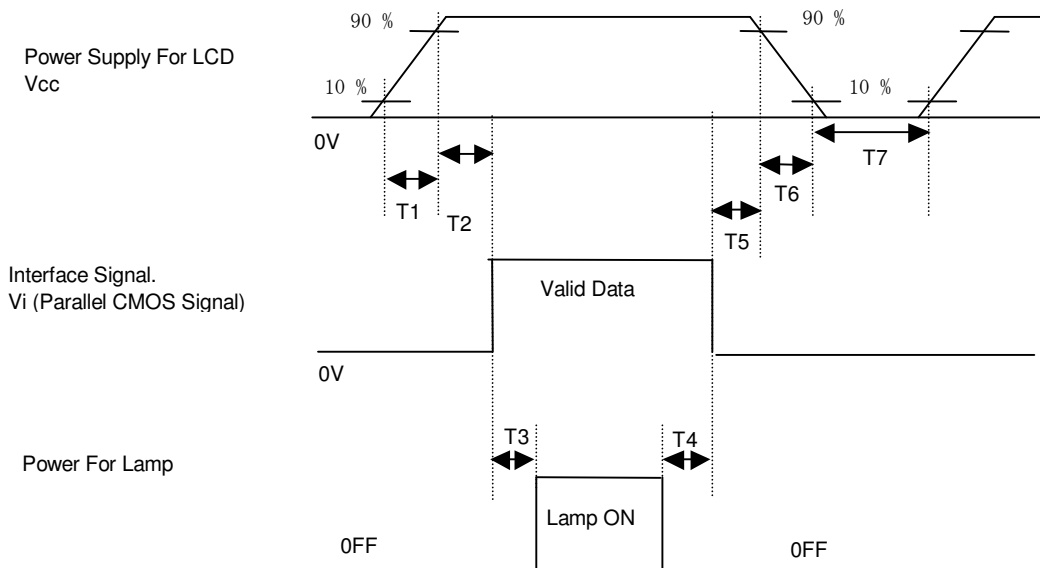 90 %
90 %
Power Supply For LCD
Vcc
10 %
10 %
0V
T7
T6
T1
T2
T5
Interface Signal.
Vi (Parallel CMOS Signal)
Valid Data
0V
T3
T4
Power For Lamp
Lamp ON
0FF
0FF